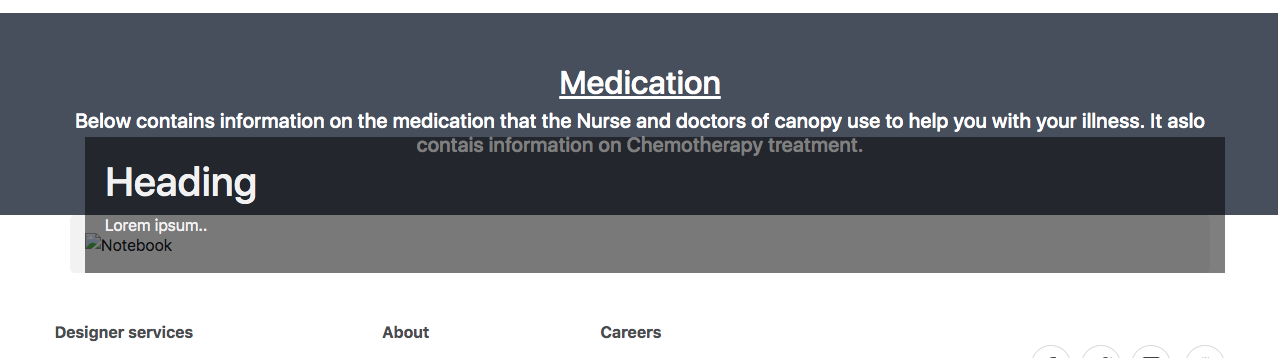 Medication
Below contains information on the medication that the Nurse and doctors of canopy use to help you with your illness. It aslo
contais information on Chemotherapy treatment.
Heading
Lorem ipsum..
Notebook
Designer services About Careers